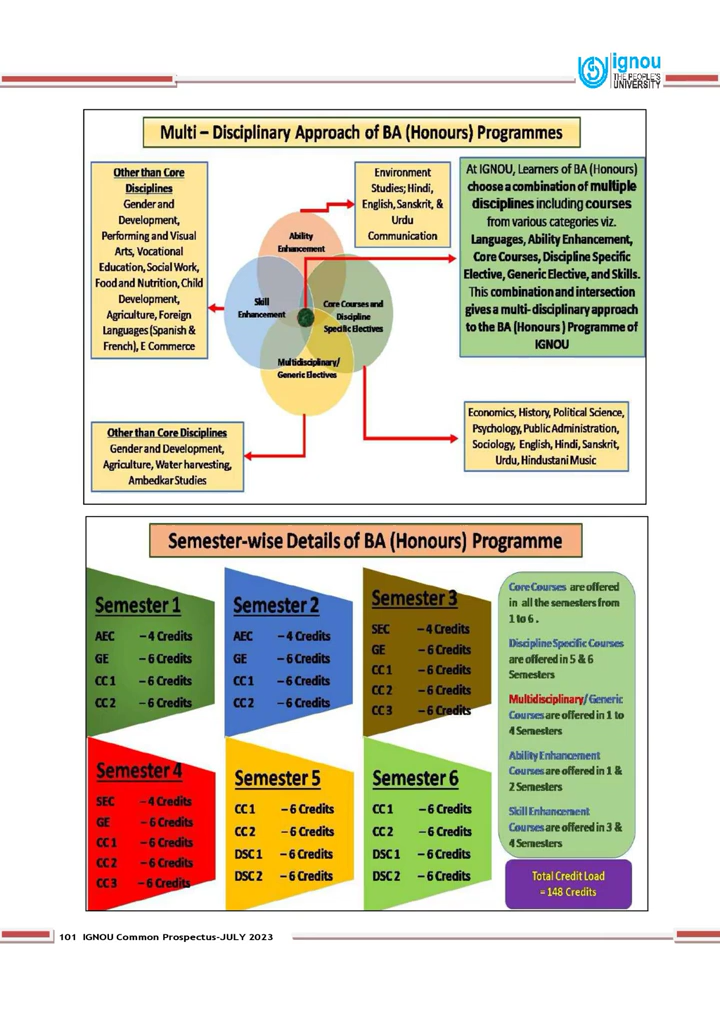 ignou
THE PEOPLE'S
UNIVERSITY
Multi – Disciplinary Approach of BA (Honours) Programmes
Other than Core
Disciplines
Gender and
Development,
Performing and Visual
Arts, Vocational
Education, Social Work,
Food and Nutrition, Child
Development,
Agriculture, Foreign
Languages (Spanish &
French), E Commerce
Environment
Studies; Hindi,
English, Sanskrit, &
Urdu
Communication
At IGNOU, Learners of BA (Honours)
choose a combination of multiple
disciplines including courses
from various categories viz.
Languages, Ability Enhancement,
Core Courses, Discipline Specific
Elective, Generic Elective, and Skills.
This combination and intersection
gives a multi- disciplinary approach
to the BA (Honours ) Programme of
IGNOU
Ability
Enhancement
Skill
Enhancement
Core Courses and
Discipline
Specific Electives
Multidisciplinary/
Generic Electives
Other than Core Disciplines
Gender and Development,
Agriculture, Water harvesting,
Ambedkar Studies
Economics, History, Political Science,
Psychology, Public Administration,
Sociology, English, Hindi, Sanskrit,
Urdu, Hindustani Music
Semester-wise Details of BA (Honours) Programme
Semester 1
AEC – 4 Credits
GE – 6 Credits
CC 1 – 6 Credits
CC 2 – 6 Credits
Semester 2
AEC – 4 Credits
GE – 6 Credits
CC 1 – 6 Credits
CC 2 – 6 Credits
Semester 3
SEC – 4 Credits
GE – 6 Credits
CC 1 – 6 Credits
CC 2 – 6 Credits
CC 3 – 6 Credits
Semester 4
SEC – 4 Credits
GE – 6 Credits
CC 1 – 6 Credits
CC 2 – 6 Credits
CC 3 – 6 Credits
Semester 5
CC 1 – 6 Credits
CC 2 – 6 Credits
DSC 1 – 6 Credits
DSC 2 – 6 Credits
Semester 6
CC 1 – 6 Credits
CC 2 – 6 Credits
DSC 1 – 6 Credits
DSC 2 – 6 Credits
Core Courses are offered
in all the semesters from
1 to 6 .
Discipline Specific Courses
are offered in 5 & 6
Semesters
Multidisciplinary/ Generic
Courses are offered in 1 to
4 Semesters
Ability Enhancement
Courses are offered in 1 &
2 Semesters
Skill Enhancement
Courses are offered in 3 &
4 Semesters
Total Credit Load
= 148 Credits
101 IGNOU Common Prospectus-JULY 2023